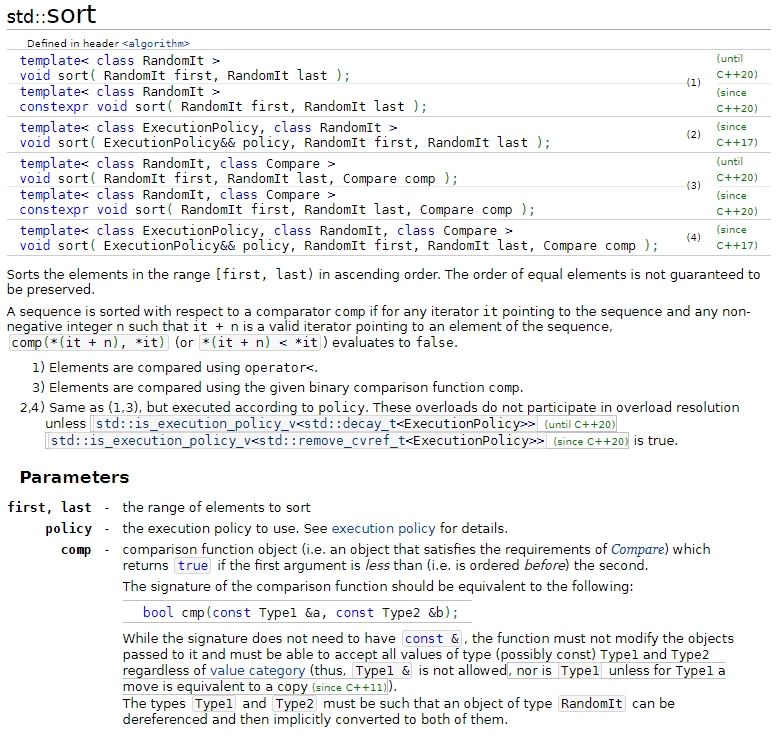 std::sort
Defined in header <algorithm>
template< class RandomIt >
void sort( RandomIt first, RandomIt last );
(until C++20)
template< class RandomIt >
constexpr void sort( RandomIt first, RandomIt last );
(since C++20)
(1)
template< class ExecutionPolicy, class RandomIt >
void sort( ExecutionPolicy&& policy, RandomIt first, RandomIt last );
(2)
(since C++17)
template< class RandomIt, class Compare >
void sort( RandomIt first, RandomIt last, Compare comp );
(until C++20)
template< class RandomIt, class Compare >
constexpr void sort( RandomIt first, RandomIt last, Compare comp );
(since C++20)
(3)
template< class ExecutionPolicy, class RandomIt, class Compare >
void sort( ExecutionPolicy&& policy, RandomIt first, RandomIt last, Compare comp );
(4)
(since C++17)
Sorts the elements in the range [first, last) in ascending order. The order of equal elements is not guaranteed to
be preserved.
A sequence is sorted with respect to a comparator comp if for any iterator it pointing to the sequence and any non-
negative integer n such that it + n is a valid iterator pointing to an element of the sequence,
comp(*(it + n), *it) (or *(it + n) < *it) evaluates to false.
1) Elements are compared using operator<.
3) Elements are compared using the given binary comparison function comp.
2,4) Same as (1,3), but executed according to policy. These overloads do not participate in overload resolution
unless std::is_execution_policy_v<std::decay_t<ExecutionPolicy>> (until C++20)
std::is_execution_policy_v<std::remove_cvref_t<ExecutionPolicy>> (since C++20) is true.
Parameters
first, last - the range of elements to sort
policy - the execution policy to use. See execution policy for details.
comp - comparison function object (i.e. an object that satisfies the requirements of Compare) which
returns true if the first argument is less than (i.e. is ordered before) the second.
The signature of the comparison function should be equivalent to the following:
bool cmp(const Type1 &a, const Type2 &b);
While the signature does not need to have const &, the function must not modify the objects
passed to it and must be able to accept all values of type (possibly const) Type1 and Type2
regardless of value category (thus, Type1 & is not allowed, nor is Type1 unless for Type1 a
move is equivalent to a copy (since C++11)).
The types Type1 and Type2 must be such that an object of type RandomIt can be
dereferenced and then implicitly converted to both of them.